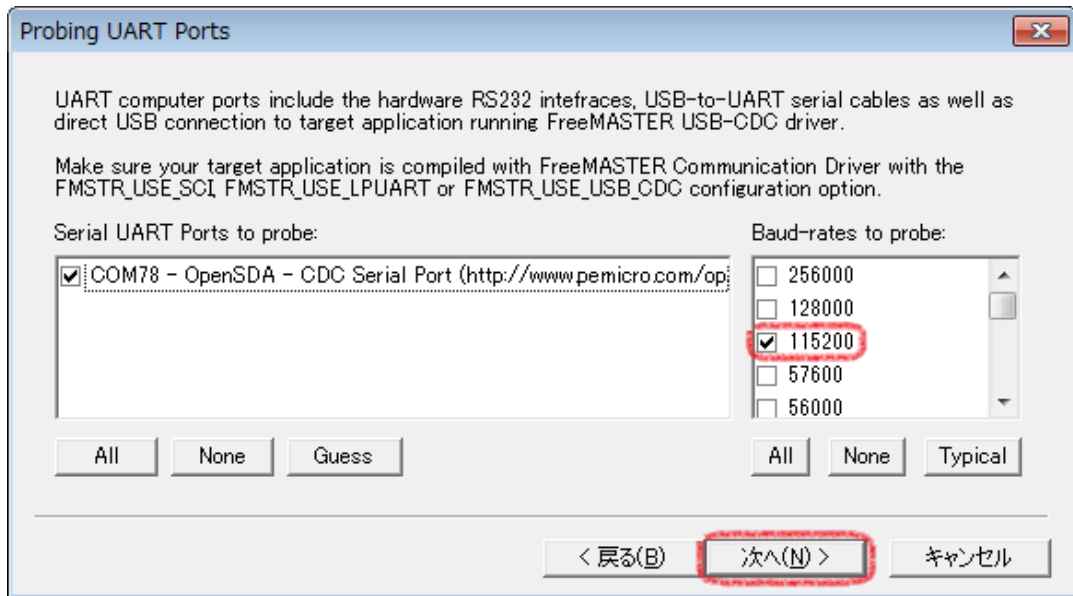 Probing UART Ports
UART computer ports include the hardware RS232 intefraces, USB-to-UART serial cables as well as
direct USB connection to target application running FreeMASTER USB-CDC driver.
Make sure your target application is compiled with FreeMASTER Communication Driver with the
FMSTR_USE_SCI, FMSTR_USE_LPUART or FMSTR_USE_USB_CDC configuration option.
Serial UART Ports to probe:
COM78 - OpenSDA - CDC Serial Port (http://www.pemicro.com/op
All None Guess
Baud-rates to probe:
256000
128000
115200
57600
56000
All None Typical
< 戻る(B) 次へ(N) > キャンセル